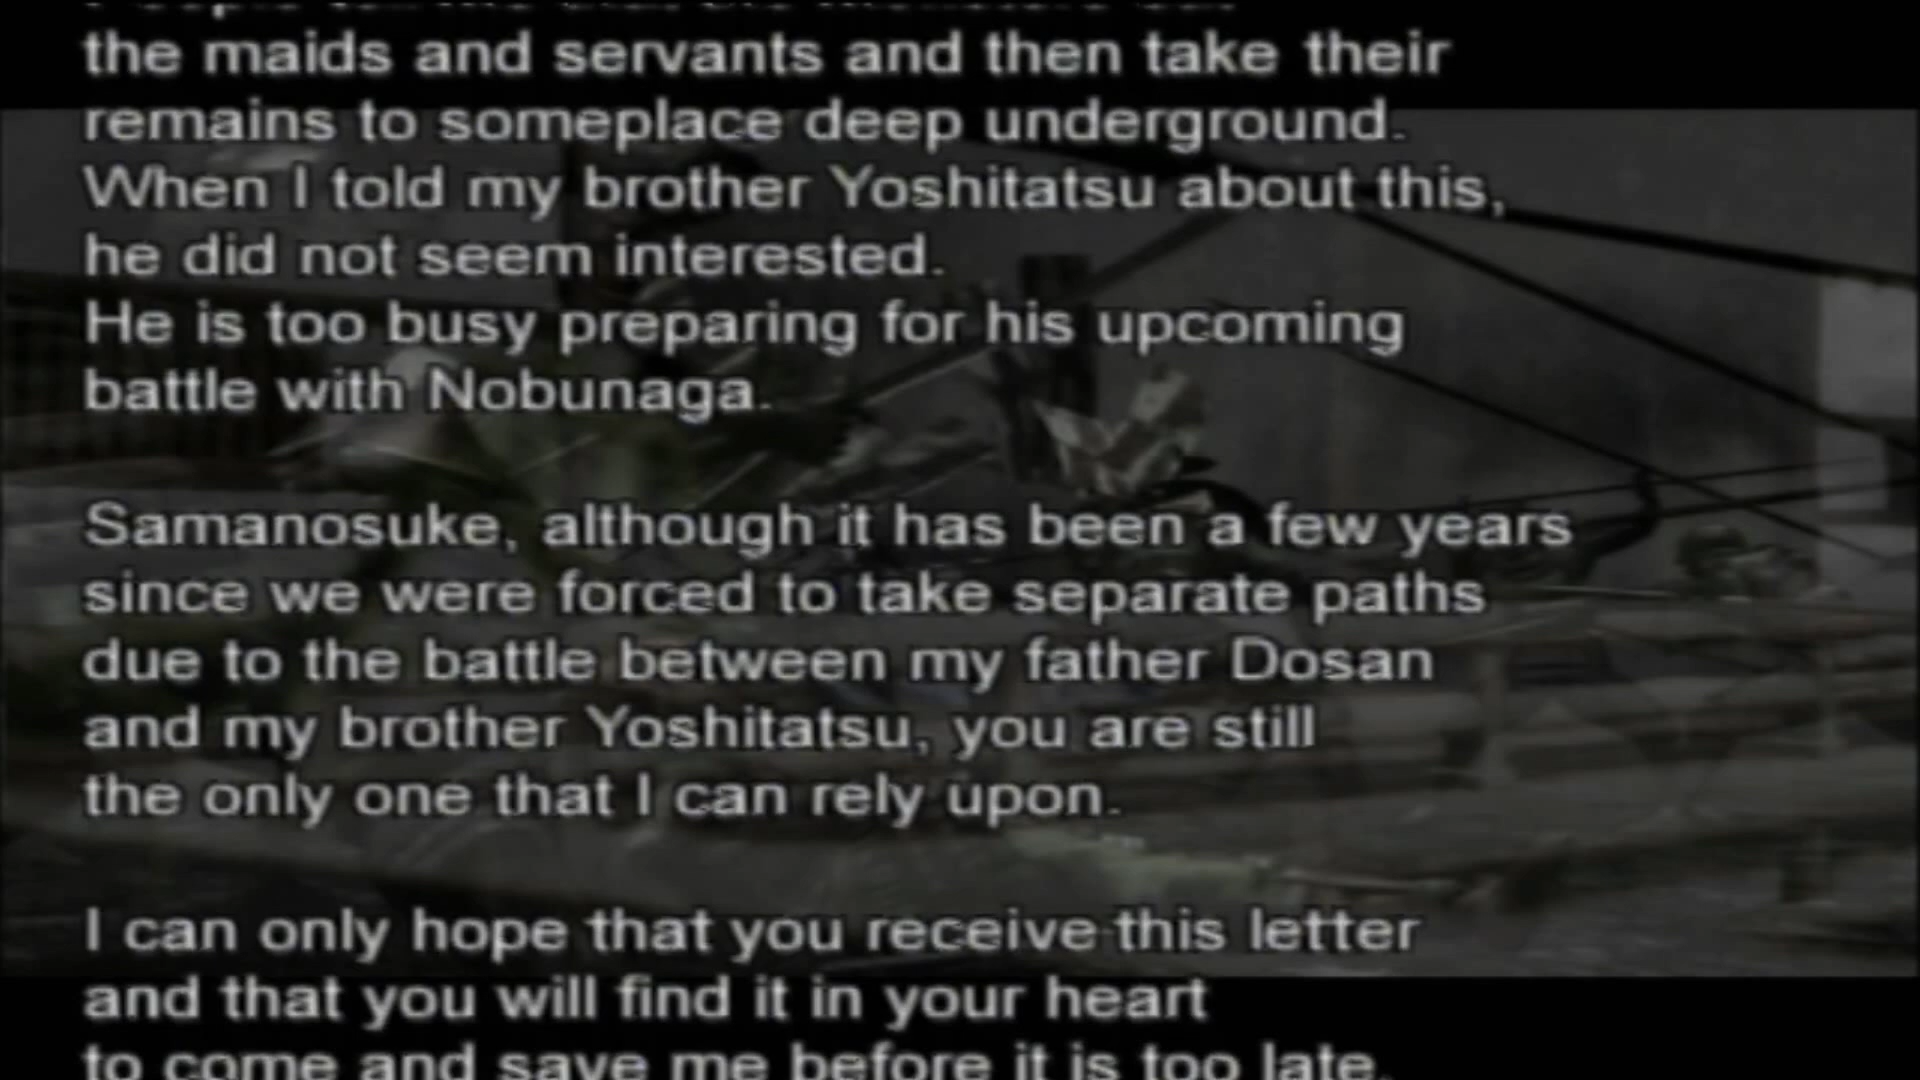 the maids and servants and then take their
remains to someplace deep underground.
When I told my brother Yoshitatsu about this,
he did not seem interested.
He is too busy preparing for his upcoming
battle with Nobunaga.
Samanosuke, although it has been a few years
since we were forced to take separate paths
due to the battle between my father Dosan
and my brother Yoshitatsu, you are still
the only one that I can rely upon.
I can only hope that you receive this letter
and that you will find it in your heart
to come and save me before it is too late.